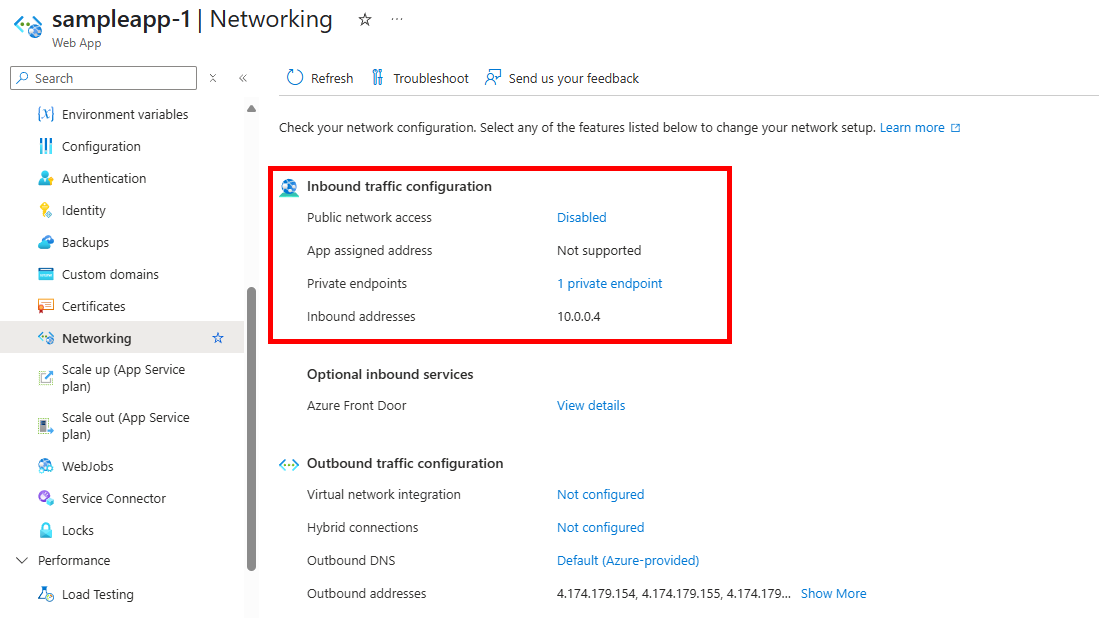 sampleapp-1 | Networking
Web App
Search
Environment variables
Configuration
Authentication
Identity
Backups
Custom domains
Certificates
Networking
Scale up (App Service
plan)
Scale out (App Service
plan)
WebJobs
Service Connector
Locks
Performance
Load Testing
Refresh Troubleshoot Send us your feedback
Check your network configuration. Select any of the features listed below to change your network setup. Learn more
Inbound traffic configuration
Public network access Disabled
App assigned address Not supported
Private endpoints 1 private endpoint
Inbound addresses 10.0.0.4
Optional inbound services
Azure Front Door View details
Outbound traffic configuration
Virtual network integration Not configured
Hybrid connections Not configured
Outbound DNS Default (Azure-provided)
Outbound addresses 4.174.179.154, 4.174.179.155, 4.174.179... Show More